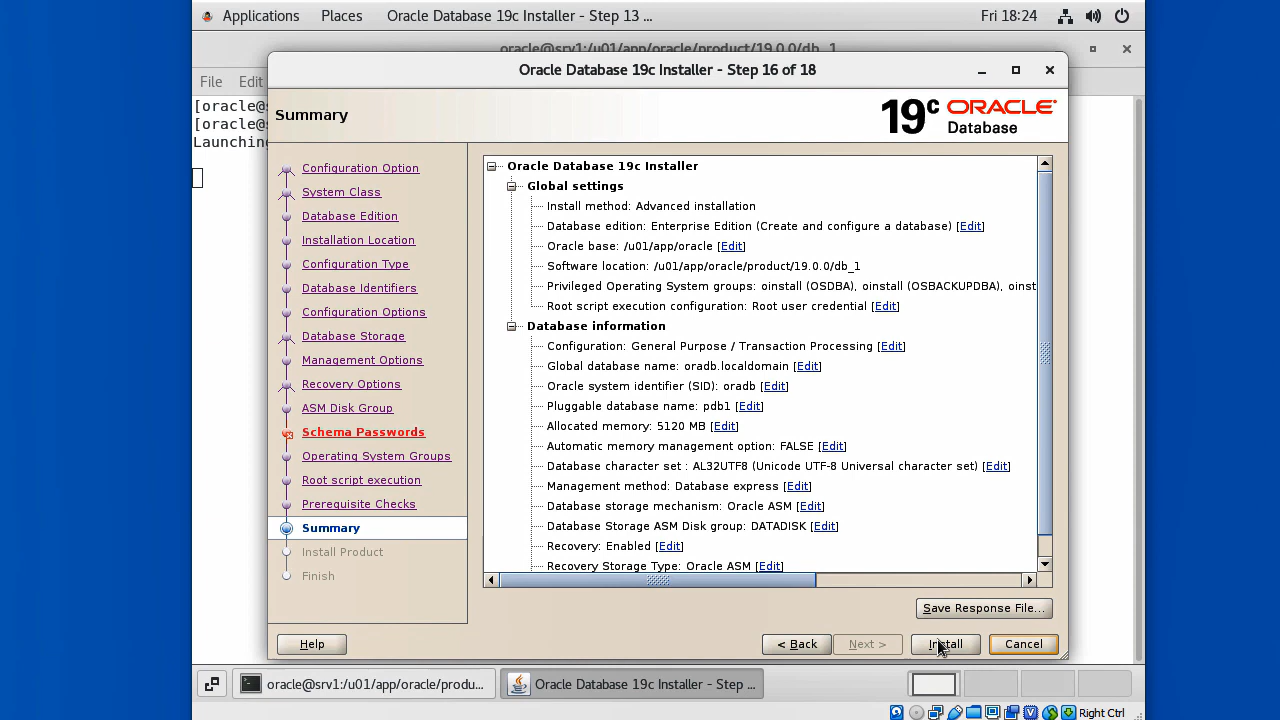 Applications Places Oracle Database 19c Installer - Step 13 ... Fri 18:24
oracle@srv1:/u01/app/oracle/product/19.0.0/db_1
Oracle Database 19c Installer - Step 16 of 18
File Edit
[oracle@s
[oracle@s
Launching
Summary
19c ORACLE
Database
Configuration Option
System Class
Database Edition
Installation Location
Configuration Type
Database Identifiers
Configuration Options
Database Storage
Management Options
Recovery Options
ASM Disk Group
Schema Passwords
Operating System Groups
Root script execution
Prerequisite Checks
Summary
Install Product
Finish
Oracle Database 19c Installer
Global settings
Install method: Advanced installation
Database edition: Enterprise Edition (Create and configure a database) [Edit]
Oracle base: /u01/app/oracle [Edit]
Software location: /u01/app/oracle/product/19.0.0/db_1
Privileged Operating System groups: oinstall (OSDBA), oinstall (OSBACKUPDBA), oinst
Root script execution configuration: Root user credential [Edit]
Database information
Configuration: General Purpose / Transaction Processing [Edit]
Global database name: oradb.localdomain [Edit]
Oracle system identifier (SID): oradb [Edit]
Pluggable database name: pdb1 [Edit]
Allocated memory: 5120 MB [Edit]
Automatic memory management option: FALSE [Edit]
Database character set : AL32UTF8 (Unicode UTF-8 Universal character set) [Edit]
Management method: Database express [Edit]
Database storage mechanism: Oracle ASM [Edit]
Database Storage ASM Disk group: DATADISK [Edit]
Recovery: Enabled [Edit]
Recovery Storage Type: Oracle ASM [Edit]
Save Response File...
Help < Back Next > Install Cancel
oracle@srv1:/u01/app/oracle/produ... Oracle Database 19c Installer - Step ...
Right Ctrl